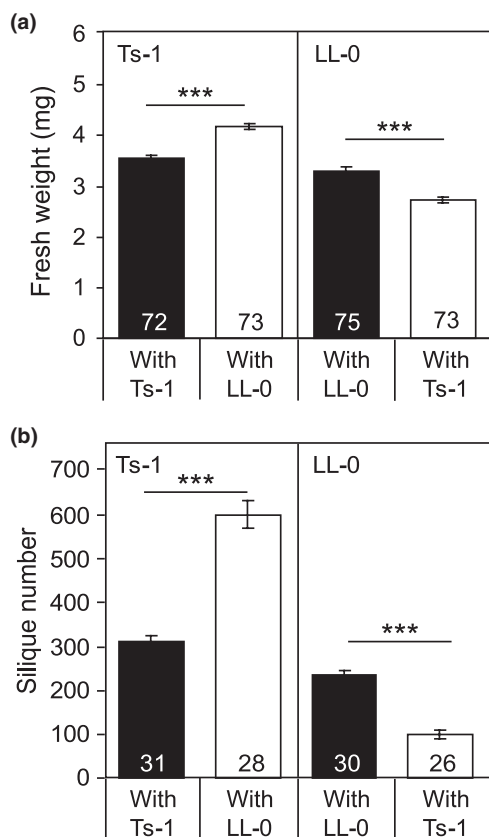 (a)
Fresh weight (mg)
6
5
4
3
2
1
0
Ts-1
LL-0
***
***
72
73
75
73
With
Ts-1
With
LL-0
With
LL-0
With
Ts-1
(b)
Silique number
700
600
500
400
300
200
100
0
Ts-1
LL-0
***
***
31
28
30
26
With
Ts-1
With
LL-0
With
LL-0
With
Ts-1